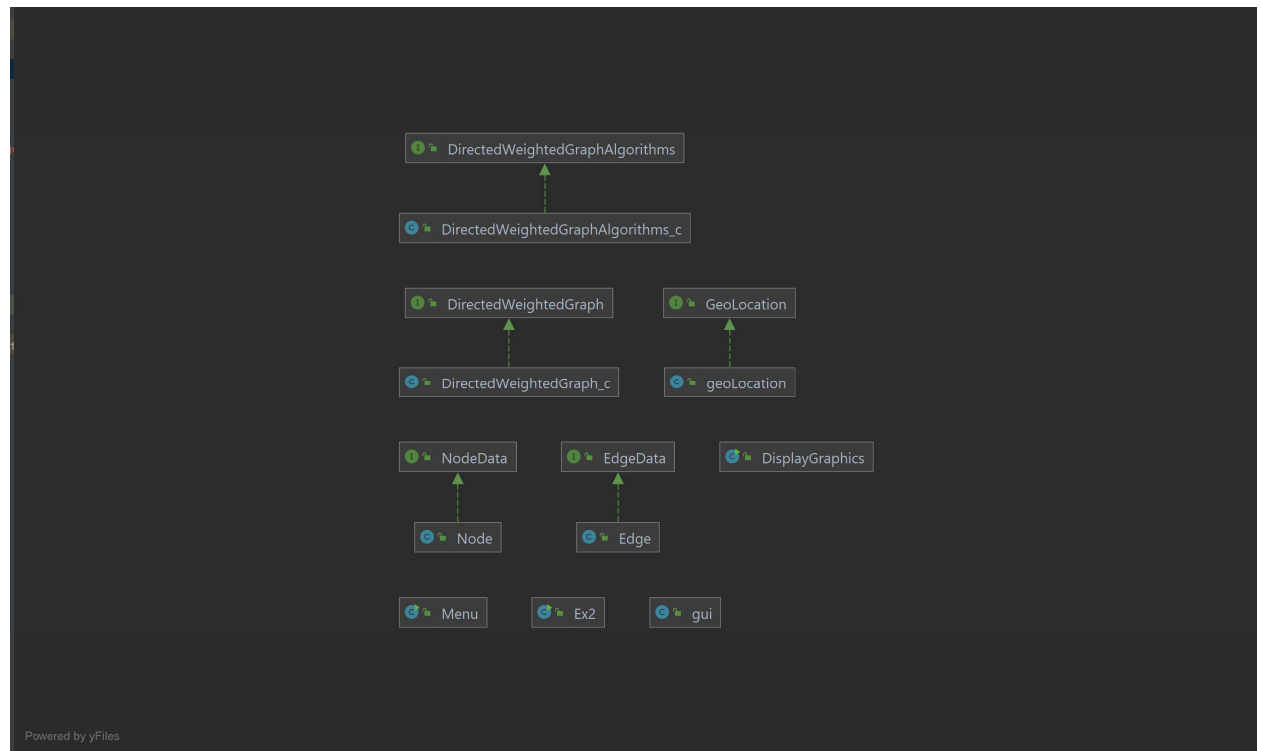 DirectedWeightedGraphAlgorithms
DirectedWeightedGraphAlgorithms_c
DirectedWeightedGraph
GeoLocation
DirectedWeightedGraph_c
geoLocation
NodeData
EdgeData
DisplayGraphics
Node
Edge
Menu
Ex2
gui
Powered by yFiles